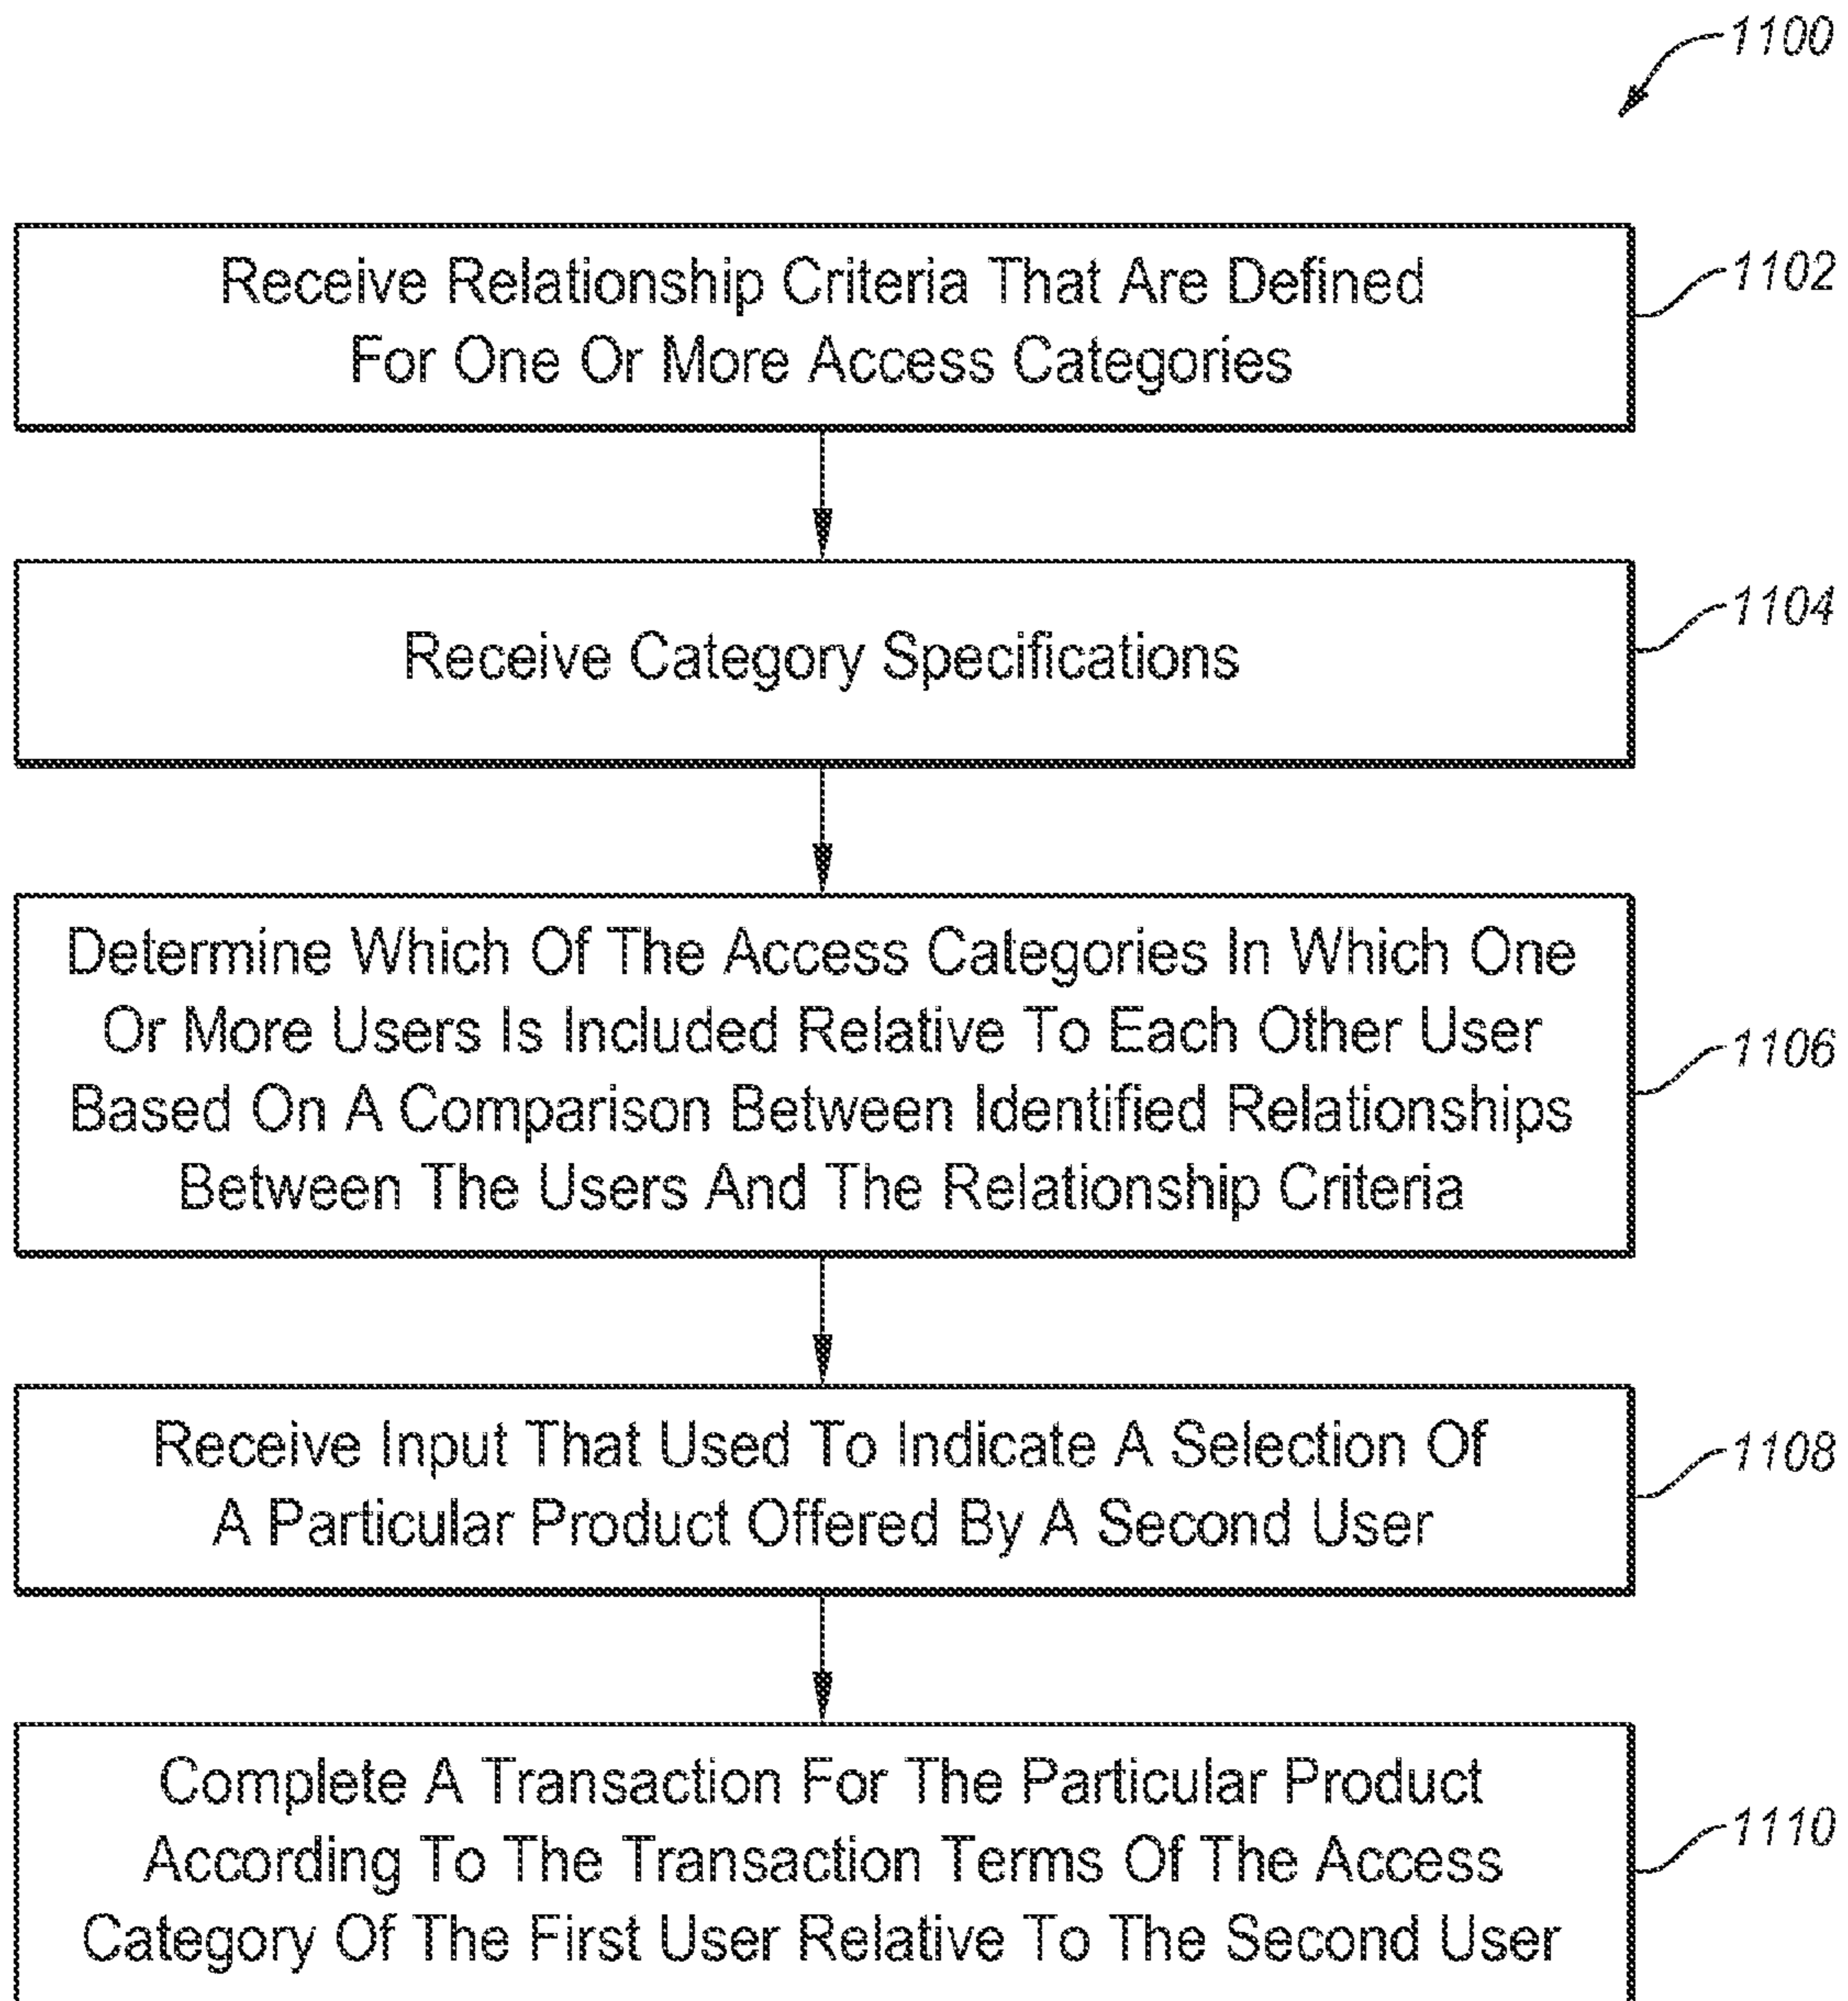 1100
Receive Relationship Criteria That Are Defined
For One Or More Access Categories
1102
Receive Category Specifications
1104
Determine Which Of The Access Categories In Which One
Or More Users Is Included Relative To Each Other User
Based On A Comparison Between Identified Relationships
Between The Users And The Relationship Criteria
1106
Receive Input That Used To Indicate A Selection Of
A Particular Product Offered By A Second User
1108
Complete A Transaction For The Particular Product
According To The Transaction Terms Of The Access
Category Of The First User Relative To The Second User
1110